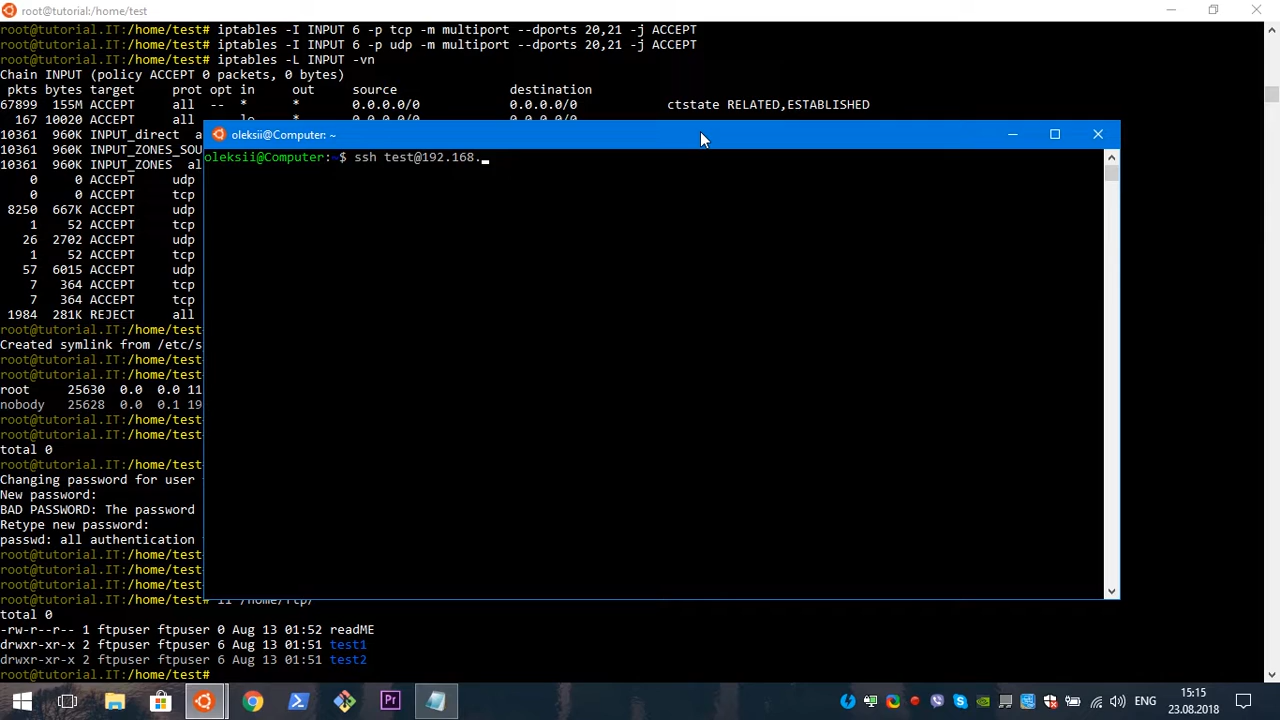 root@test: /home/test
root@tutorial.IT:/home/test# iptables -I INPUT 6 -p tcp -m multiport --dports 20,21 -j ACCEPT
root@tutorial.IT:/home/test# iptables -I INPUT 6 -p udp -m multiport --dports 20,21 -j ACCEPT
root@tutorial.IT:/home/test# iptables -L INPUT -vn
Chain INPUT (policy ACCEPT 0 packets, 0 bytes)
pkts bytes target prot opt in out source destination
67899 155M ACCEPT all -- * * 0.0.0.0/0 0.0.0.0/0 ctstate RELATED,ESTABLISHED
167 10020 ACCEPT all -- lo * 0.0.0.0/0 0.0.0.0/0
10361 960K INPUT_direct a
10361 960K INPUT_ZONES_SOU
10361 960K INPUT_ZONES al
0 0 ACCEPT udp
0 0 ACCEPT tcp
8250 667K ACCEPT udp
1 52 ACCEPT tcp
26 2702 ACCEPT udp
1 52 ACCEPT tcp
57 6015 ACCEPT udp
7 364 ACCEPT tcp
7 364 ACCEPT tcp
1984 281K REJECT all
root@tutorial.IT:/home/test
Created symlink from /etc/s
root@tutorial.IT:/home/test
root@tutorial.IT:/home/test
root 25630 0.0 0.0 11
nobody 25628 0.0 0.1 19
root@tutorial.IT:/home/test
root@tutorial.IT:/home/test
total 0
root@tutorial.IT:/home/test
Changing password for user
New password:
BAD PASSWORD: The password
Retype new password:
passwd: all authentication
root@tutorial.IT:/home/test
root@tutorial.IT:/home/test
root@tutorial.IT:/home/test
root@tutorial.IT:/home/test# ll /home/ftp/
total 0
-rw-r--r-- 1 ftpuser ftpuser 0 Aug 13 01:52 readME
drwxr-xr-x 2 ftpuser ftpuser 6 Aug 13 01:51 test1
drwxr-xr-x 2 ftpuser ftpuser 6 Aug 13 01:51 test2
root@tutorial.IT:/home/test#
oleksii@Computer: ~
oleksii@Computer:~$ ssh test@192.168._
Pr
ENG
15:15
23.08.2018